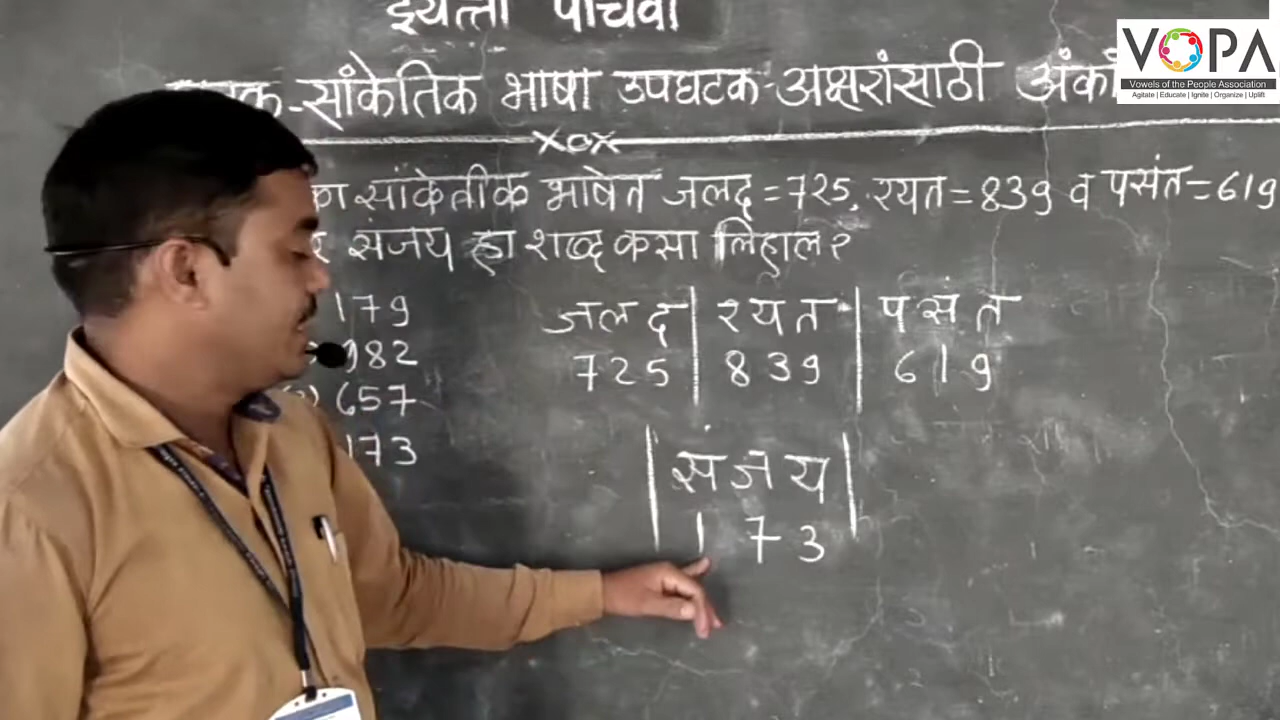 इयत्ता पाचवी
VOPA
Vowels of the People Association
Agitate | Educate | Ignite | Organize | Uplift
-सांकेतिक भाषा उपघटक-अक्षरांसाठी
xox
सांकेतीक भाषेत जलद=725, रयत=839 व पसंत=619
संजय हा शब्द कसा लिहाल?
179
982
657
173
जलद | रयत | पसंत
725 | 839 | 619
संजय
173